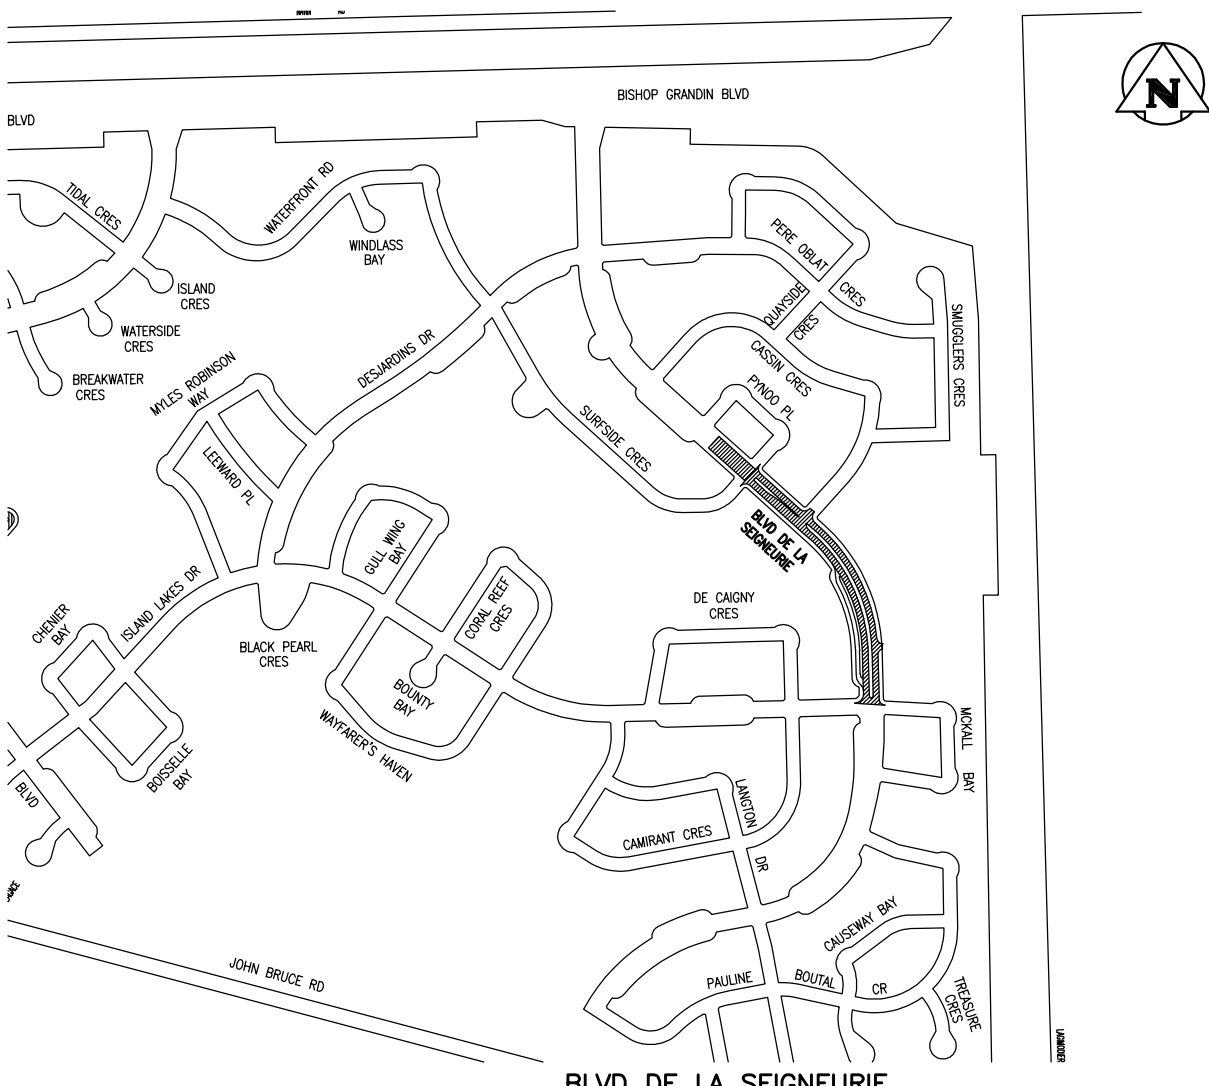 BISHOP GRANDIN BLVD
N
BLVD
TIDAL CRES
WATERFRONT RD
WINDLASS
BAY
PERE OBLAT
CRES
ISLAND
CRES
QUAYSIDE
CRES
SMUGGLERS CRES
WATERSIDE
CRES
DESJARDINS DR
CASSIN CRES
MYLES ROBINSON
WAY
BREAKWATER
CRES
PYNOO PL
SURFSIDE CRES
LEEWARD PL
GULL WING
BAY
BLVD DE LA
SEIGNEURIE
ISLAND LAKES DR
CORAL REEF
CRES
DE CAIGNY
CRES
CHENIER
BAY
BLACK PEARL
CRES
BOUNTY
BAY
WAYFARER'S HAVEN
MCKALL
BAY
BOISSELLE
BAY
BLVD
LANGTON
DR
CAMIRANT CRES
CAUSEWAY BAY
JOHN BRUCE RD
PAULINE
BOUTAL
CR
TREASURE
CRES
BLVD DE LA SEIGNEURIE